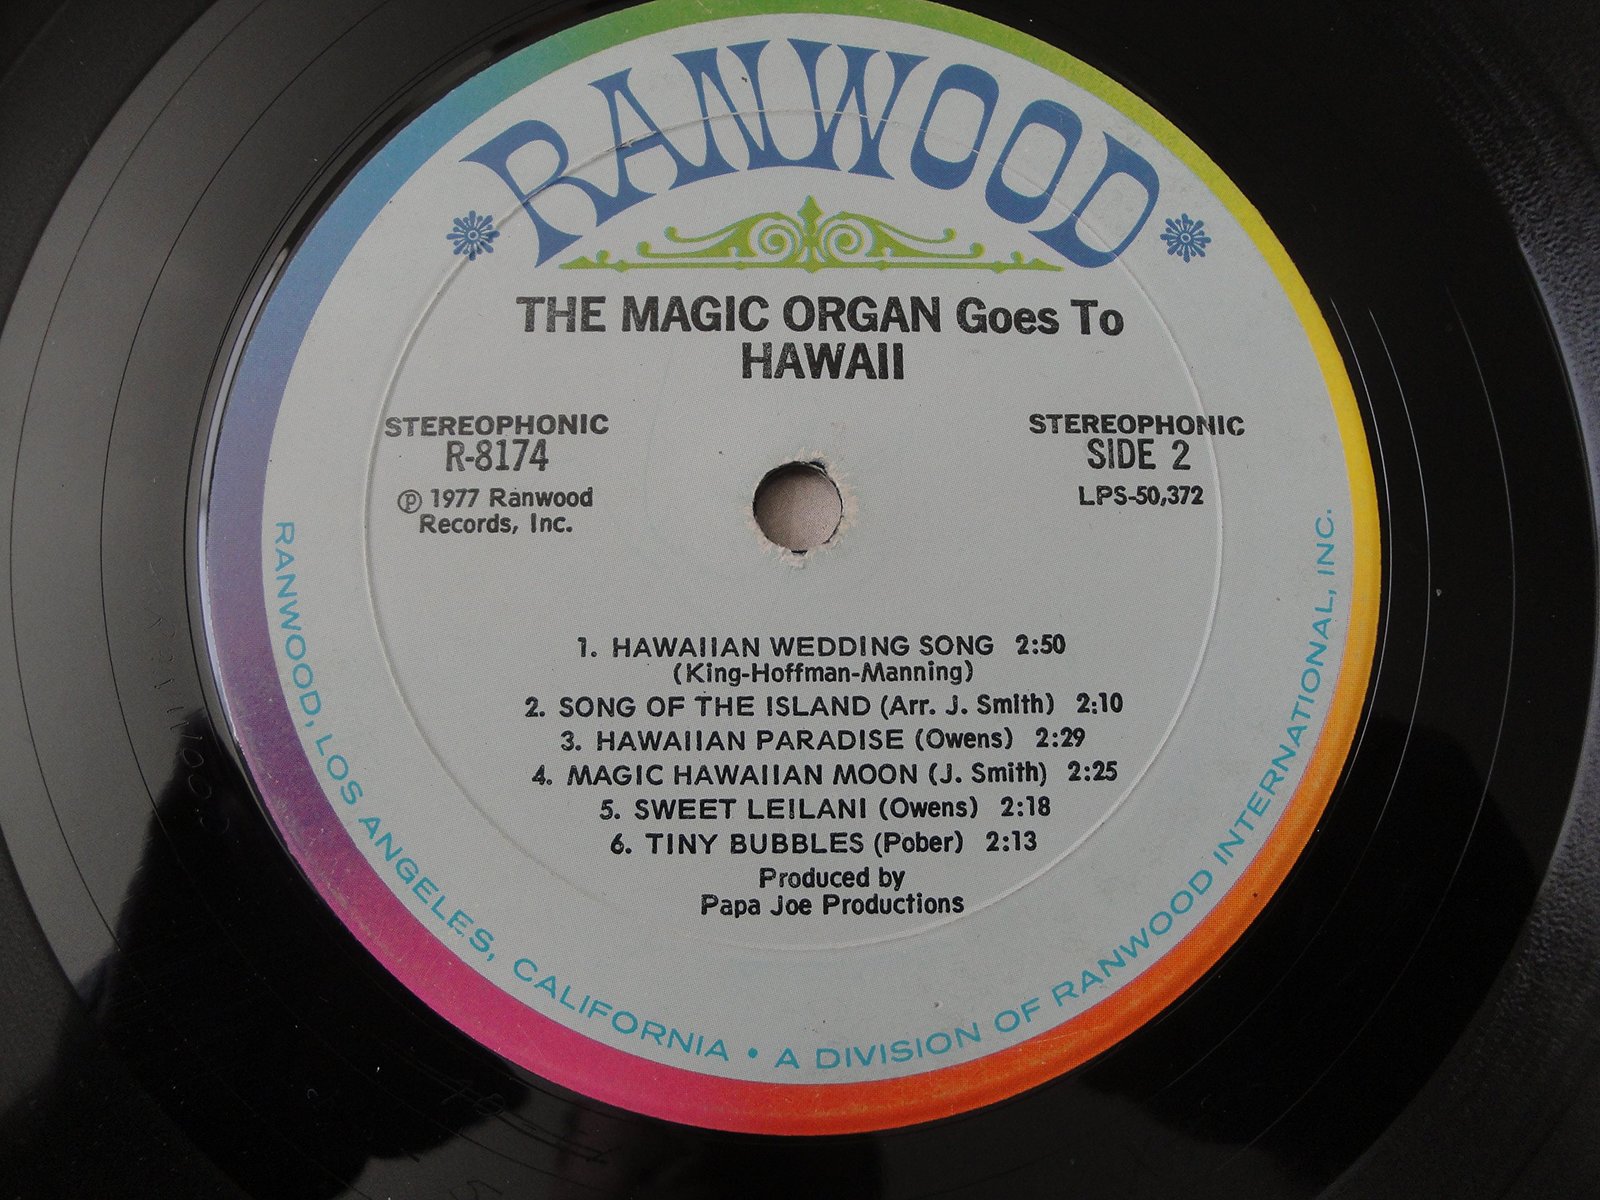 RANWOOD
THE MAGIC ORGAN Goes To
HAWAII
STEREOPHONIC
R-8174
℗ 1977 Ranwood
Records, Inc.
STEREOPHONIC
SIDE 2
LPS-50,372
1. HAWAIIAN WEDDING SONG 2:50
(King-Hoffman-Manning)
2. SONG OF THE ISLAND (Arr. J. Smith) 2:10
3. HAWAIIAN PARADISE (Owens) 2:29
4. MAGIC HAWAIIAN MOON (J. Smith) 2:25
5. SWEET LEILANI (Owens) 2:18
6. TINY BUBBLES (Pober) 2:13
Produced by
Papa Joe Productions
RANWOOD, LOS ANGELES, CALIFORNIA • A DIVISION OF RANWOOD INTERNATIONAL, INC.